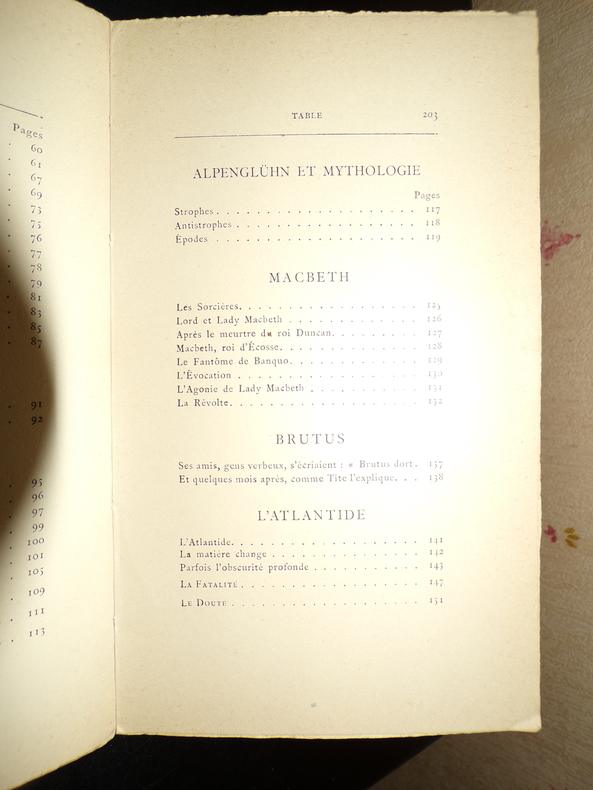 Pages
60
61
67
69
73
75
76
77
78
79
81
83
85
87
91
92
95
96
97
99
100
101
105
109
111
113
TABLE 203
ALPENGLÜHN ET MYTHOLOGIE
Pages
Strophes. . . . . . . . . . . . . . . . . . . . 117
Antistrophes . . . . . . . . . . . . . . . . . . 118
Épodes . . . . . . . . . . . . . . . . . . . . 119
MACBETH
Les Sorcières. . . . . . . . . . . . . . . . . . 125
Lord et Lady Macbeth . . . . . . . . . . . . . 126
Après le meurtre du roi Duncan. . . . . . . . . 127
Macbeth, roi d'Écosse. . . . . . . . . . . . . . 128
Le Fantôme de Banquo. . . . . . . . . . . . . 129
L'Évocation . . . . . . . . . . . . . . . . . . 130
L'Agonie de Lady Macbeth . . . . . . . . . . . 131
La Révolte. . . . . . . . . . . . . . . . . . . 132
BRUTUS
Ses amis, gens verbeux, s'écriaient : « Brutus dort. 137
Et quelques mois après, comme Tite l'explique. . . 138
L'ATLANTIDE
L'Atlantide. . . . . . . . . . . . . . . . . . . 141
La matière change . . . . . . . . . . . . . . . 142
Parfois l'obscurité profonde . . . . . . . . . . . 143
LA FATALITÉ. . . . . . . . . . . . . . . . . . 147
LE DOUTE . . . . . . . . . . . . . . . . . . . 151